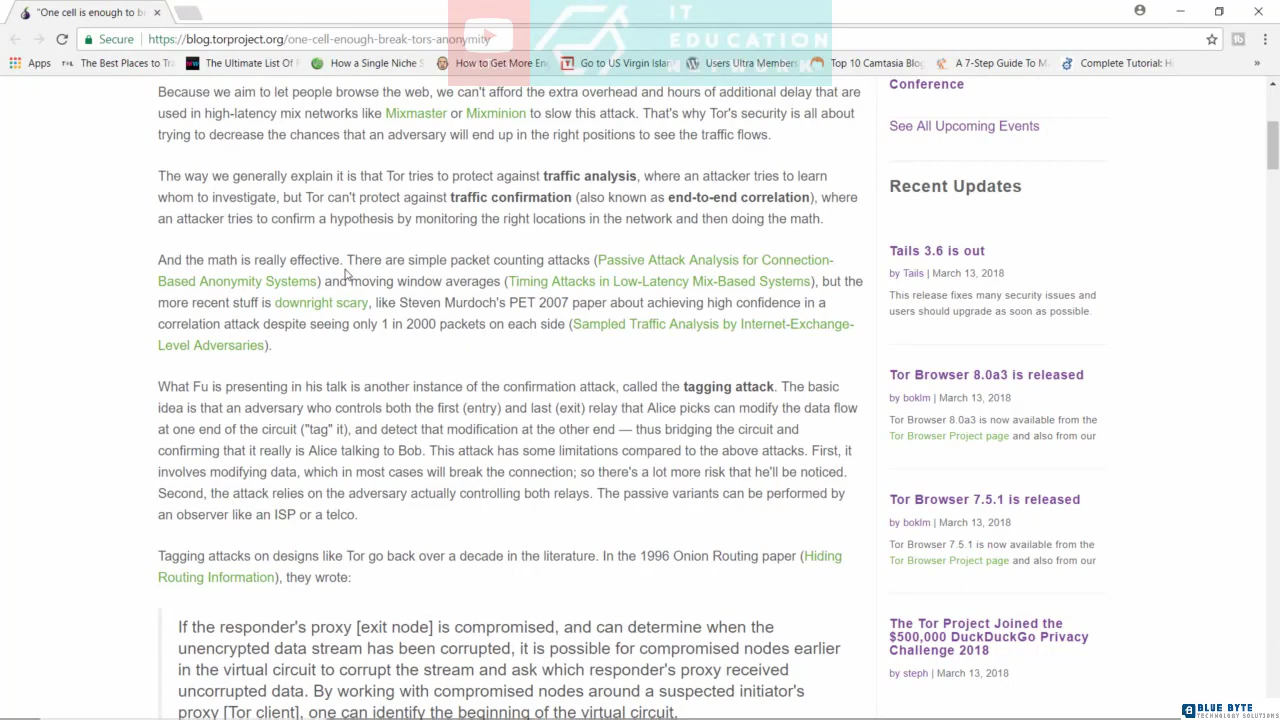 "One cell is enough to b
Secure
https://blog.torproject.org/one-cell-enough-break-tors-anonymity
IT
EDUCATION
NETWORK
Apps
The Best Places to Tr
The Ultimate List Of F
How a Single Niche S
How to Get More En
Go to US Virgin Islan
Users Ultra Members
Top 10 Camtasia Blog
A 7-Step Guide To M
Complete Tutorial: H
»
Because we aim to let people browse the web, we can't afford the extra overhead and hours of additional delay that are
used in high-latency mix networks like Mixmaster or Mixminion to slow this attack. That's why Tor's security is all about
trying to decrease the chances that an adversary will end up in the right positions to see the traffic flows.
The way we generally explain it is that Tor tries to protect against traffic analysis, where an attacker tries to learn
whom to investigate, but Tor can't protect against traffic confirmation (also known as end-to-end correlation), where
an attacker tries to confirm a hypothesis by monitoring the right locations in the network and then doing the math.
And the math is really effective. There are simple packet counting attacks (Passive Attack Analysis for Connection-
Based Anonymity Systems) and moving window averages (Timing Attacks in Low-Latency Mix-Based Systems), but the
more recent stuff is downright scary, like Steven Murdoch's PET 2007 paper about achieving high confidence in a
correlation attack despite seeing only 1 in 2000 packets on each side (Sampled Traffic Analysis by Internet-Exchange-
Level Adversaries).
What Fu is presenting in his talk is another instance of the confirmation attack, called the tagging attack. The basic
idea is that an adversary who controls both the first (entry) and last (exit) relay that Alice picks can modify the data flow
at one end of the circuit ("tag" it), and detect that modification at the other end — thus bridging the circuit and
confirming that it really is Alice talking to Bob. This attack has some limitations compared to the above attacks. First, it
involves modifying data, which in most cases will break the connection; so there's a lot more risk that he'll be noticed.
Second, the attack relies on the adversary actually controlling both relays. The passive variants can be performed by
an observer like an ISP or a telco.
Tagging attacks on designs like Tor go back over a decade in the literature. In the 1996 Onion Routing paper (Hiding
Routing Information), they wrote:
If the responder's proxy [exit node] is compromised, and can determine when the
unencrypted data stream has been corrupted, it is possible for compromised nodes earlier
in the virtual circuit to corrupt the stream and ask which responder's proxy received
uncorrupted data. By working with compromised nodes around a suspected initiator's
proxy [Tor client], one can identify the beginning of the virtual circuit.
Conference
See All Upcoming Events
Recent Updates
Tails 3.6 is out
by Tails | March 13, 2018
This release fixes many security issues and
users should upgrade as soon as possible.
Tor Browser 8.0a3 is released
by boklm | March 13, 2018
Tor Browser 8.0a3 is now available from the
Tor Browser Project page and also from our
Tor Browser 7.5.1 is released
by boklm | March 13, 2018
Tor Browser 7.5.1 is now available from the
Tor Browser Project page and also from our
The Tor Project Joined the
$500,000 DuckDuckGo Privacy
Challenge 2018
by steph | March 13, 2018
BLUE BYTE
TECHNOLOGY SOLUTIONS